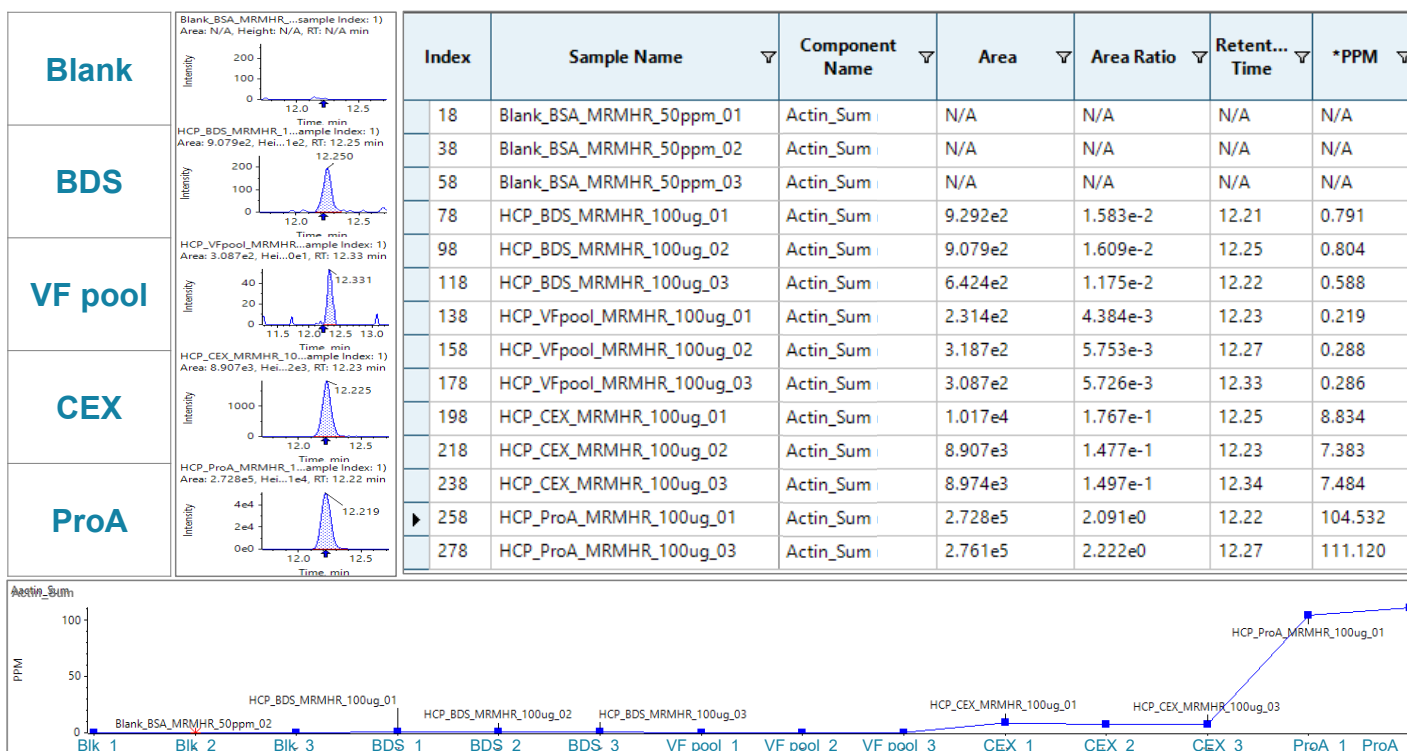 Blank
Blank_BSA_MRMHR_...sample Index: 1)
Area: N/A, Height: N/A, RT: N/A min
Intensity
200
100
0
12.0 12.5
Time, min
BDS
HCP_BDS_MRMHR_1...ample Index: 1)
Area: 9.079e2, Hei...1e2, RT: 12.25 min
12.250
Intensity
200
100
0
12.0 12.5
Time, min
VF pool
HCP_VFpool_MRMHR...ample Index: 1)
Area: 3.087e2, Hei...0e1, RT: 12.33 min
12.331
Intensity
40
20
0
11.5 12.0 12.5 13.0
Time, min
CEX
HCP_CEX_MRMHR_10...ample Index: 1)
Area: 8.907e3, Hei...2e3, RT: 12.23 min
12.225
Intensity
1000
0
12.0 12.5
Time, min
ProA
HCP_ProA_MRMHR_1...ample Index: 1)
Area: 2.728e5, Hei...1e4, RT: 12.22 min
12.219
Intensity
4e4
2e4
0e0
12.0 12.5
Time, min
Index Sample Name Component Name Area Area Ratio Retent... Time *PPM
18 Blank_BSA_MRMHR_50ppm_01 Actin_Sum N/A N/A N/A N/A
38 Blank_BSA_MRMHR_50ppm_02 Actin_Sum N/A N/A N/A N/A
58 Blank_BSA_MRMHR_50ppm_03 Actin_Sum N/A N/A N/A N/A
78 HCP_BDS_MRMHR_100ug_01 Actin_Sum 9.292e2 1.583e-2 12.21 0.791
98 HCP_BDS_MRMHR_100ug_02 Actin_Sum 9.079e2 1.609e-2 12.25 0.804
118 HCP_BDS_MRMHR_100ug_03 Actin_Sum 6.424e2 1.175e-2 12.22 0.588
138 HCP_VFpool_MRMHR_100ug_01 Actin_Sum 2.314e2 4.384e-3 12.23 0.219
158 HCP_VFpool_MRMHR_100ug_02 Actin_Sum 3.187e2 5.753e-3 12.27 0.288
178 HCP_VFpool_MRMHR_100ug_03 Actin_Sum 3.087e2 5.726e-3 12.33 0.286
198 HCP_CEX_MRMHR_100ug_01 Actin_Sum 1.017e4 1.767e-1 12.25 8.834
218 HCP_CEX_MRMHR_100ug_02 Actin_Sum 8.907e3 1.477e-1 12.23 7.383
238 HCP_CEX_MRMHR_100ug_03 Actin_Sum 8.974e3 1.497e-1 12.34 7.484
258 HCP_ProA_MRMHR_100ug_01 Actin_Sum 2.728e5 2.091e0 12.22 104.532
278 HCP_ProA_MRMHR_100ug_03 Actin_Sum 2.761e5 2.222e0 12.27 111.120
Actin_Sum
PPM
100
50
0
Blank_BSA_MRMHR_50ppm_02
HCP_BDS_MRMHR_100ug_01
HCP_BDS_MRMHR_100ug_02
HCP_BDS_MRMHR_100ug_03
HCP_CEX_MRMHR_100ug_01
HCP_CEX_MRMHR_100ug_03
HCP_ProA_MRMHR_100ug_01
Blk_1 Blk_2 Blk_3 BDS_1 BDS_2 BDS_3 VF pool_1 VF pool_2 VF pool_3 CEX_1 CEX_2 CEX_3 ProA_1 ProA